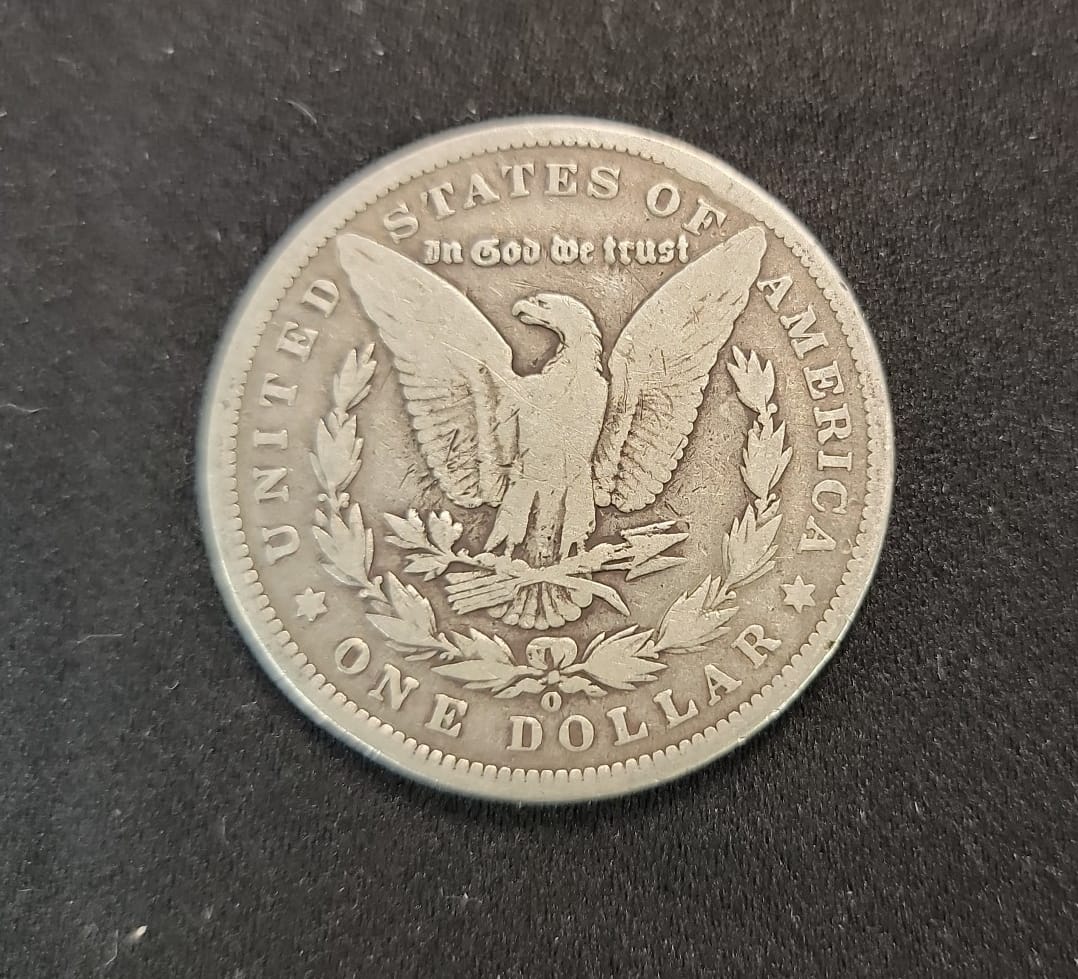 UNITED STATES OF AMERICA
In God We trust
O
ONE DOLLAR